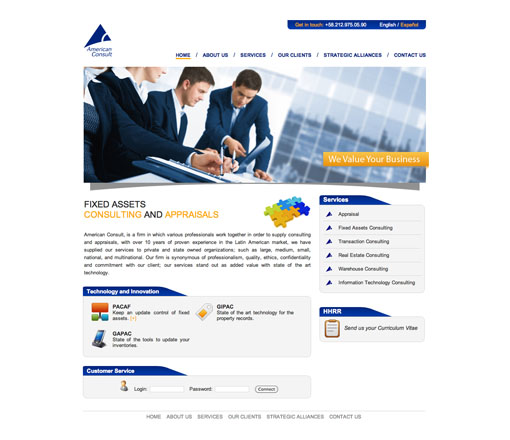 Get in touch: +58.212.975.05.90 English / Español
American
Consult
HOME / ABOUT US / SERVICES / OUR CLIENTS / STRATEGIC ALLIANCES / CONTACT US
We Value Your Business
FIXED ASSETS
CONSULTING AND APPRAISALS
American Consult, is a firm in which various professionals work together in order to supply consulting
and appraisals, with over 10 years of proven experience in the Latin American market, we have
supplied our services to private and state owned organizations; such as large, medium, small,
national, and multinational. Our firm is synonymous of professionalism, quality, ethics, confidentiality
and commitment with our client; our services stand out as added value with state of the art
technology.
Services
Appraisal
Fixed Assets Consulting
Transaction Consulting
Real Estate Consulting
Warehouse Consulting
Information Technology Consulting
Technology and Innovation
PACAF
Keep an update control of fixed
assets. [+]
GIPAC
State of the art technology for the
property records.
GAPAC
State of the tools to update your
inventories.
HHRR
Send us your Curriculum Vitae
Customer Service
Login: Password: Connect
HOME ABOUT US SERVICES OUR CLIENTS STRATEGIC ALLIANCES CONTACT US